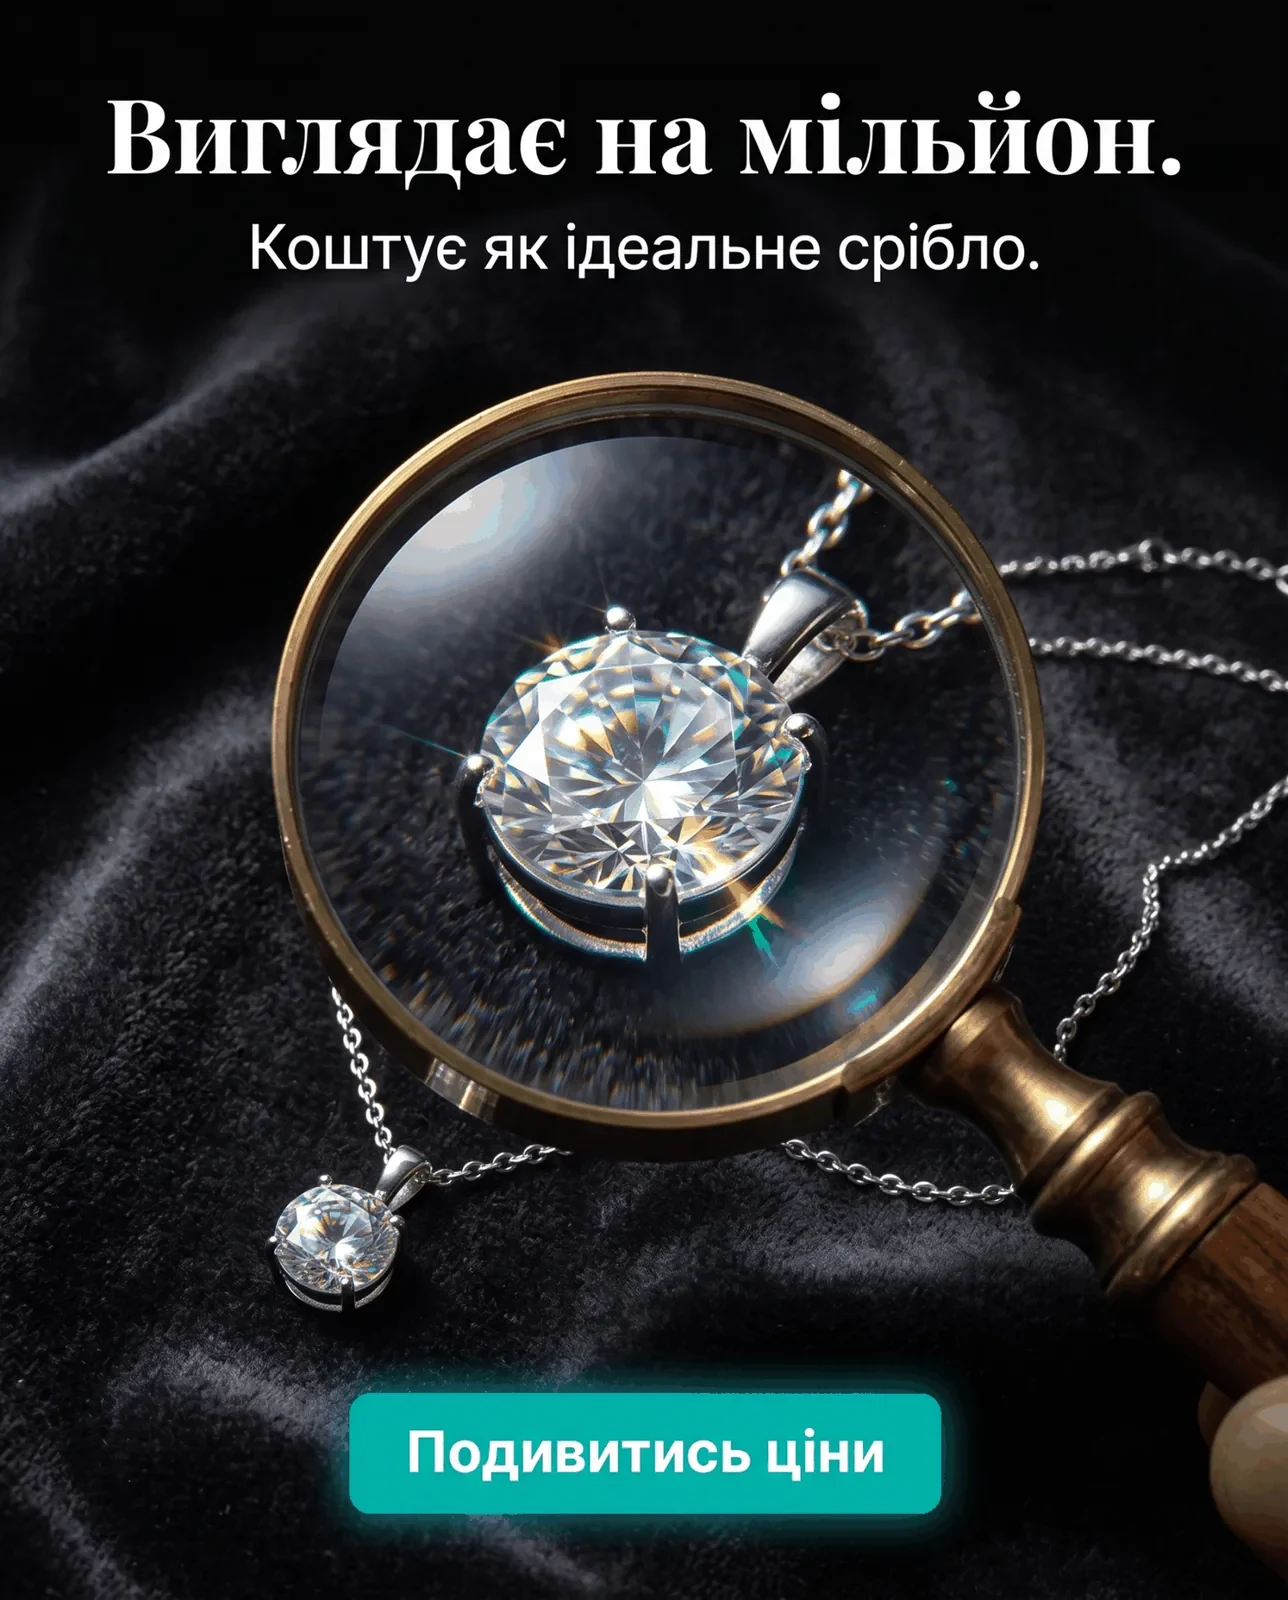 Виглядає на мільйон.
Коштує як ідеальне срібло.
Подивитись ціни